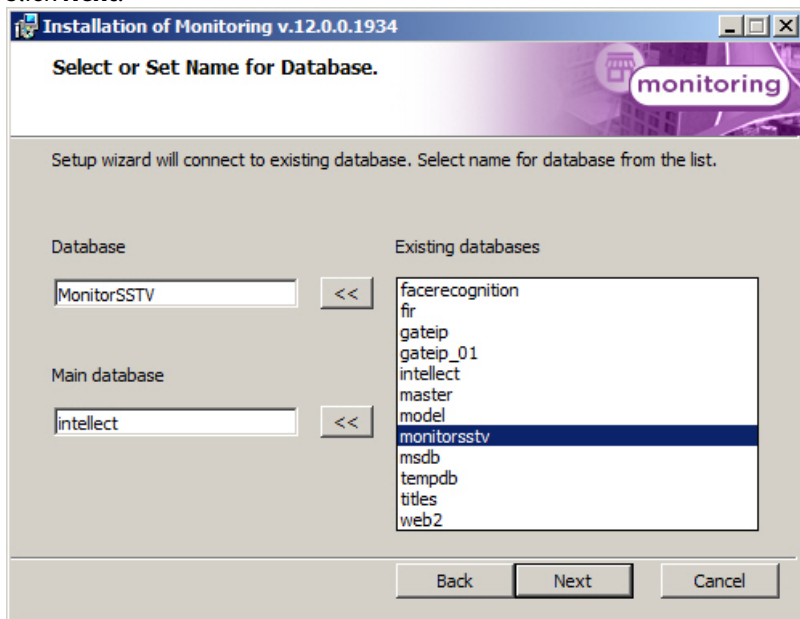 Installation of Monitoring v.12.0.0.1934
Select or Set Name for Database.
monitoring
Setup wizard will connect to existing database. Select name for database from the list.
Database
Existing databases
MonitorSSTV
<<
facerecognition
fir
gateip
gateip_01
intellect
master
model
monitorsstv
msdb
tempdb
titles
web2
Main database
intellect
<<
Back
Next
Cancel